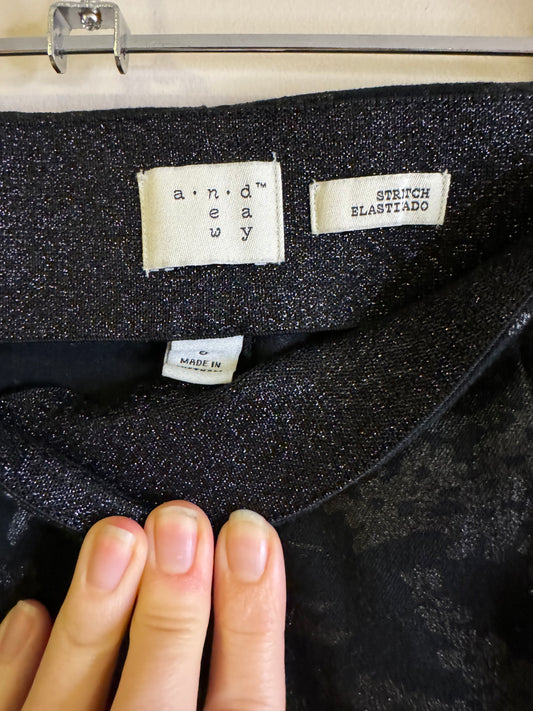 a·n·d™
e a
w y
STRITCH
ELASTIADO
MADE IN